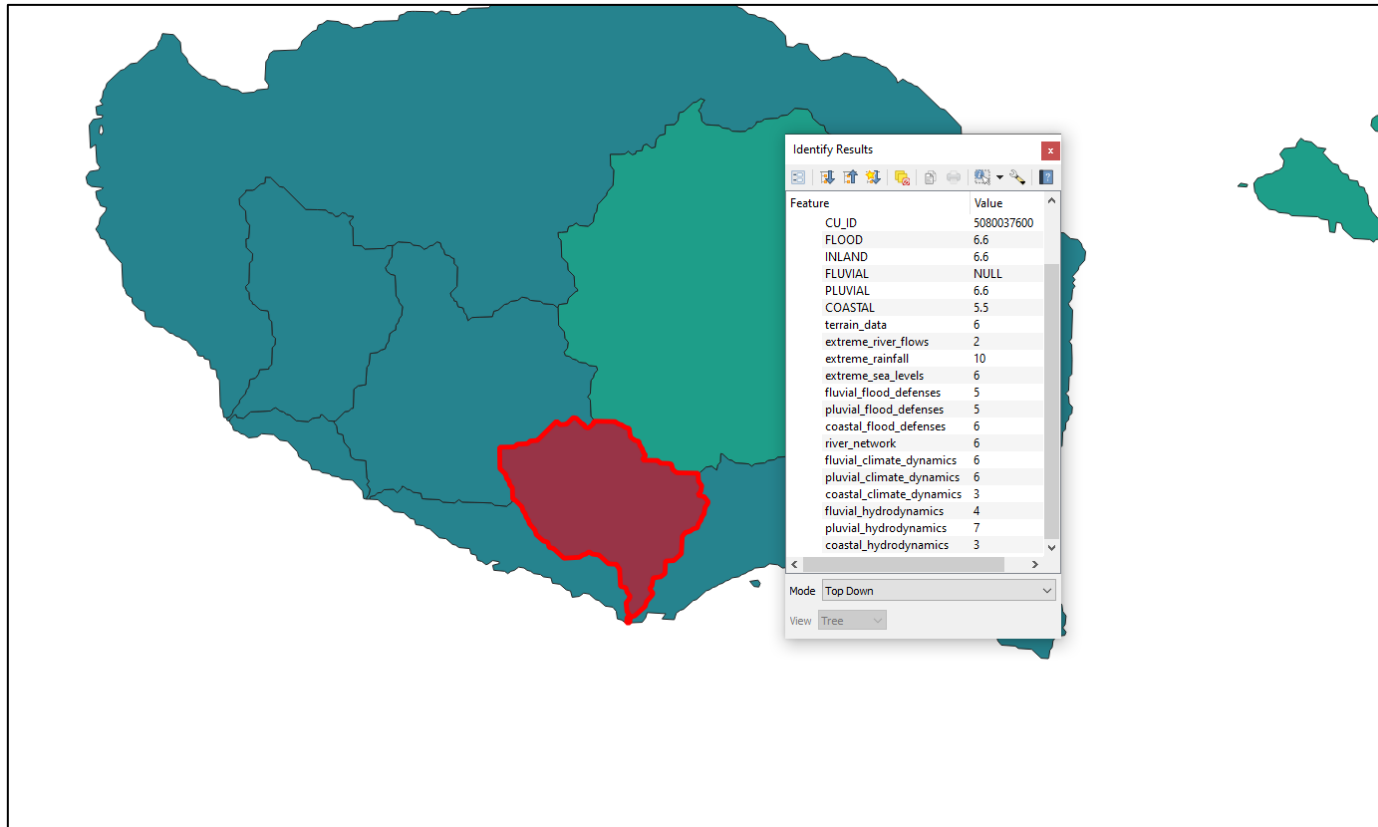 Identify Results
x
Feature Value
CU_ID 5080037600
FLOOD 6.6
INLAND 6.6
FLUVIAL NULL
PLUVIAL 6.6
COASTAL 5.5
terrain_data 6
extreme_river_flows 2
extreme_rainfall 10
extreme_sea_levels 6
fluvial_flood_defenses 5
pluvial_flood_defenses 5
coastal_flood_defenses 6
river_network 6
fluvial_climate_dynamics 6
pluvial_climate_dynamics 6
coastal_climate_dynamics 3
fluvial_hydrodynamics 4
pluvial_hydrodynamics 7
coastal_hydrodynamics 3
Mode Top Down
View Tree